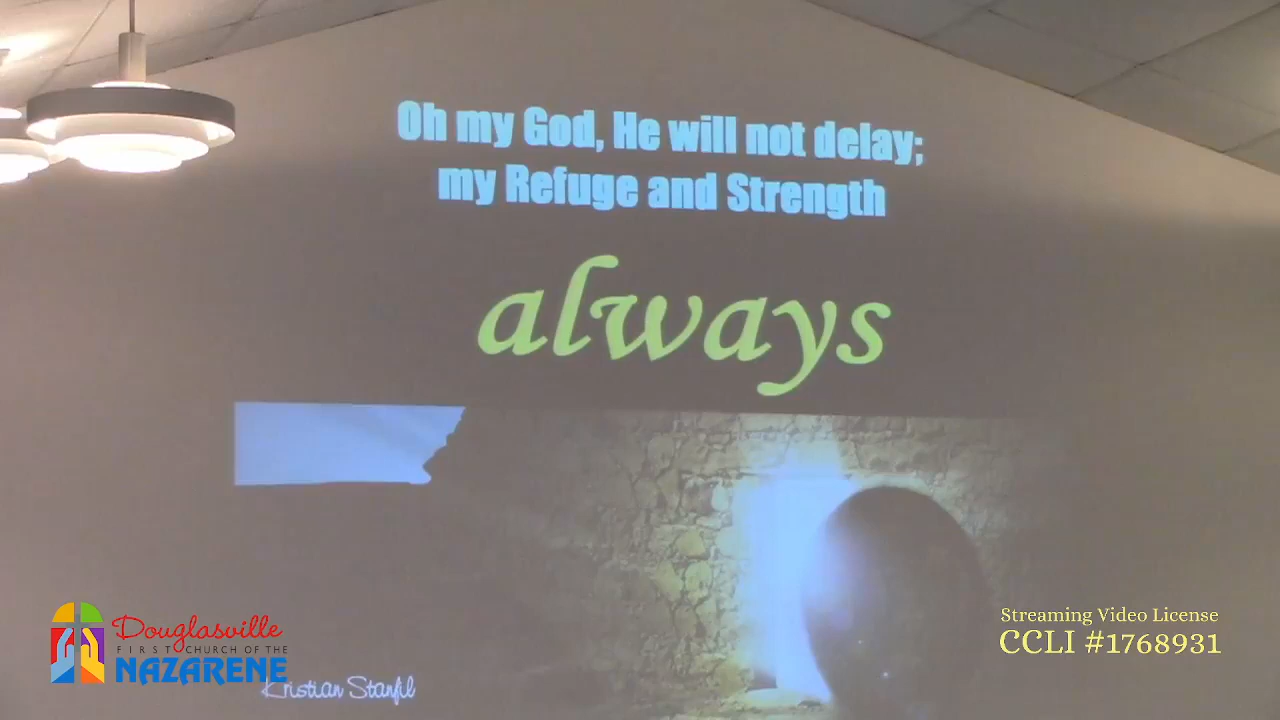 Oh my God, He will not delay;
my Refuge and Strength
always
Streaming Video License
CCLI #1768931
Douglasville
FIRST CHURCH OF THE
NAZARENE
Kristian Stanfil